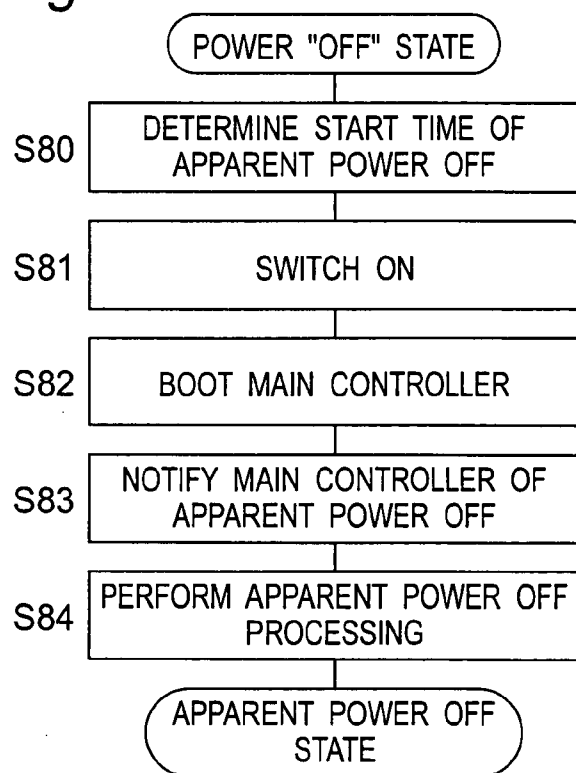 POWER "OFF" STATE
S80
DETERMINE START TIME OF
APPARENT POWER OFF
S81
SWITCH ON
S82
BOOT MAIN CONTROLLER
S83
NOTIFY MAIN CONTROLLER OF
APPARENT POWER OFF
S84
PERFORM APPARENT POWER OFF
PROCESSING
APPARENT POWER OFF
STATE